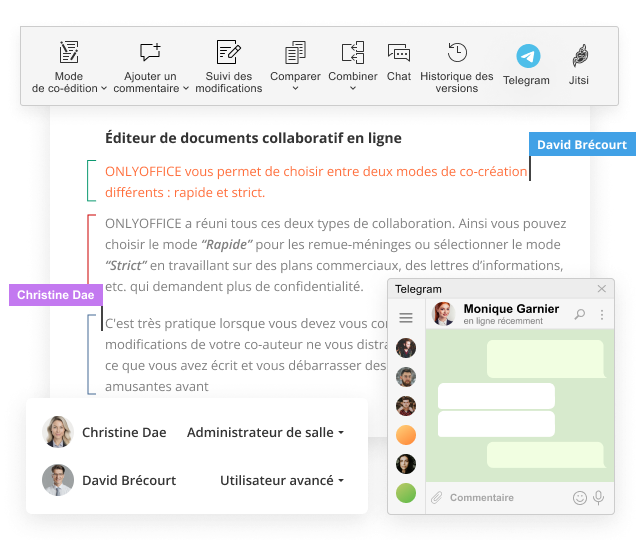 Mode
de co-édition
Ajouter un
commentaire
Suivi des
modifications
Comparer
Combiner
Chat
Historique des
versions
Telegram
Jitsi
Éditeur de documents collaboratif en ligne
David Brécourt
ONLYOFFICE vous permet de choisir entre deux modes de co-création
différents : rapide et strict.
ONLYOFFICE a réuni tous ces deux types de collaboration. Ainsi vous pouvez
choisir le mode “Rapide” pour les remue-méninges ou sélectionner le mode
“Strict” en travaillant sur des plans commerciaux, des lettres d’informations,
etc. qui demandent plus de confidentialité.
Christine Dae
C'est très pratique lorsque vous devez vous con
modifications de votre co-auteur ne vous distra
ce que vous avez écrit et vous débarrasser des
amusantes avant
Telegram
Monique Garnier
en ligne récemment
Commentaire
Christine Dae
Administrateur de salle
David Brécourt
Utilisateur avancé